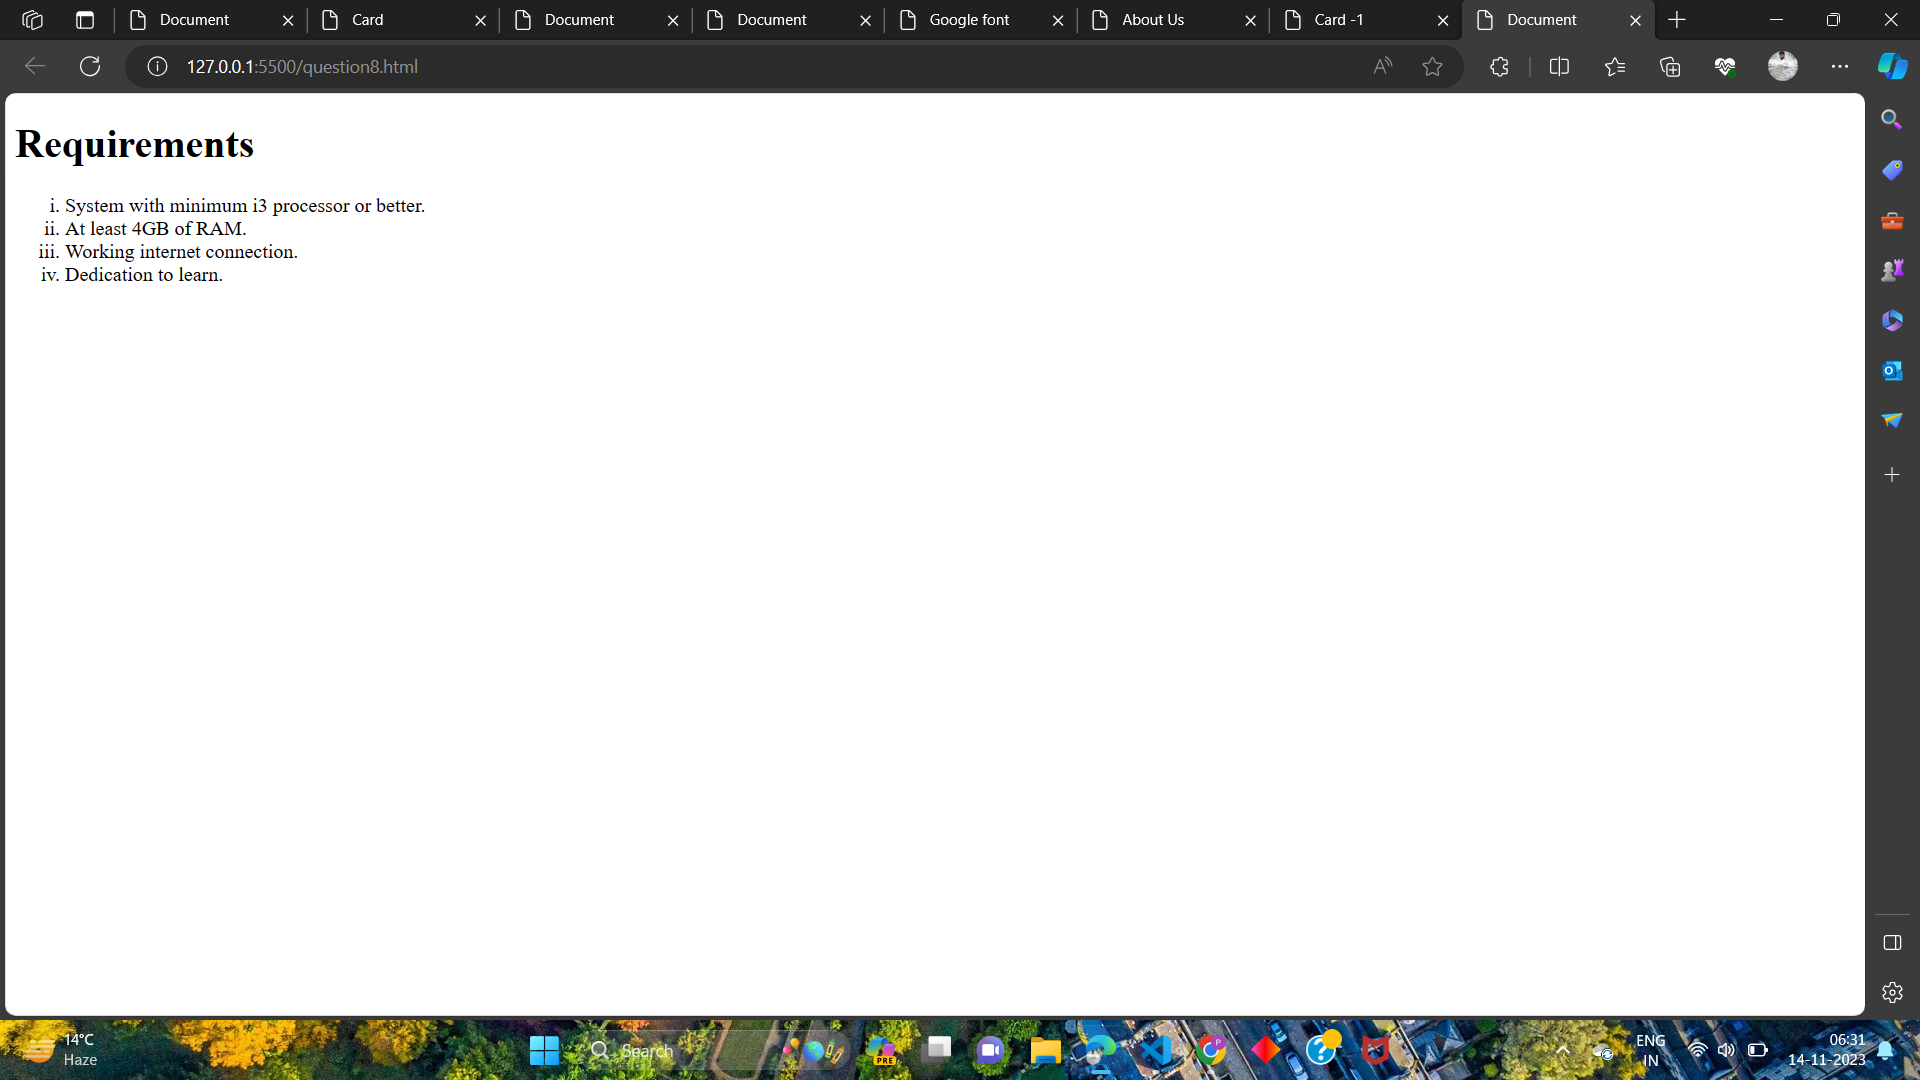 Document
Card
Document
Document
Google font
About Us
Card -1
Document
127.0.0.1:5500/question8.html
Requirements
i. System with minimum i3 processor or better.
ii. At least 4GB of RAM.
iii. Working internet connection.
iv. Dedication to learn.
14°C
Haze
Search
PRE
ENG
IN
06:31
14-11-2023